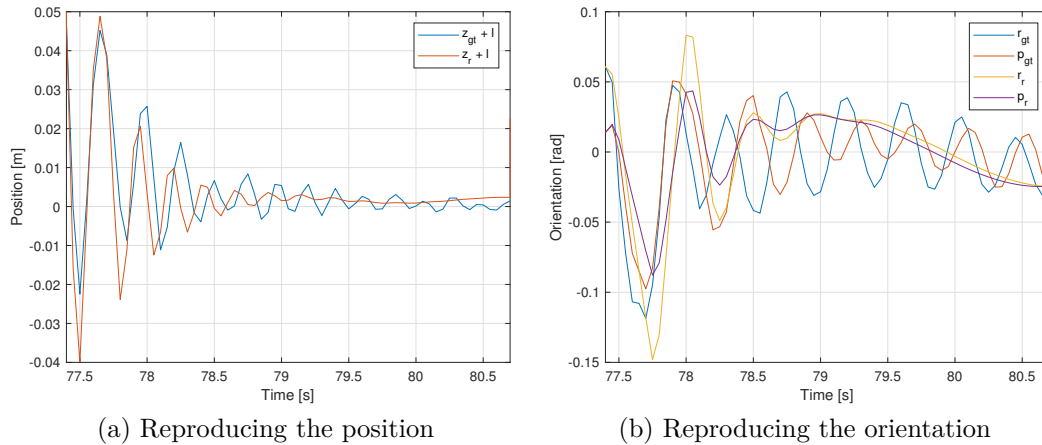 0.05
0.04
0.03
0.02
0.01
0
-0.01
-0.02
-0.03
-0.04
Position [m]
77.5 78 78.5 79 79.5 80 80.5
Time [s]
z_gt + l
z_r + l
(a) Reproducing the position
0.1
0.05
0
-0.05
-0.1
-0.15
Orientation [rad]
77.5 78 78.5 79 79.5 80 80.5
Time [s]
r_gt
p_gt
r_r
p_r
(b) Reproducing the orientation